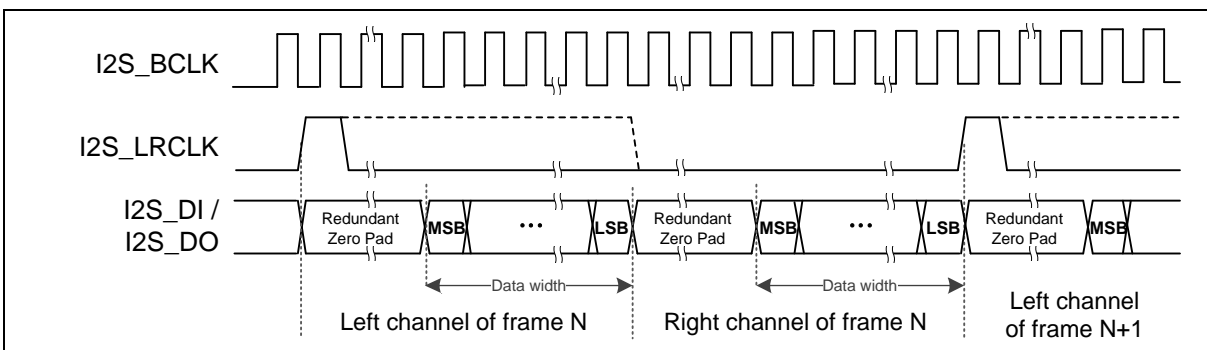 I2S_BCLK
I2S_LRCLK
I2S_DI /
I2S_DO
Redundant
Zero Pad
MSB
•••
LSB
Redundant
Zero Pad
MSB
•••
LSB
Redundant
Zero Pad
MSB
Data width
Data width
Left channel of frame N
Right channel of frame N
Left channel
of frame N+1